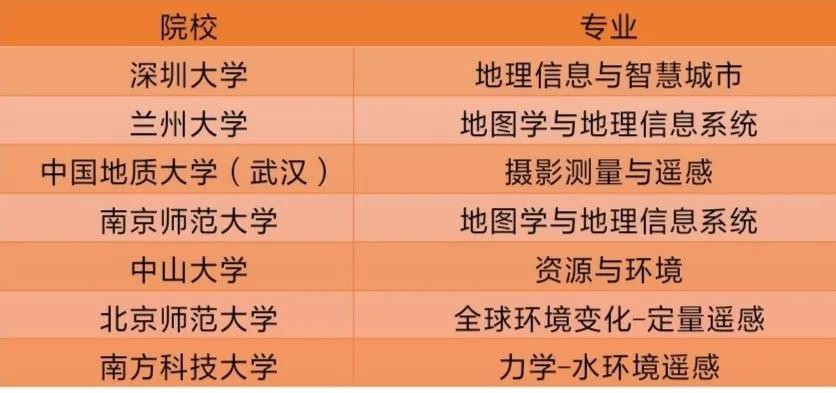 院校 专业
深圳大学 地理信息与智慧城市
兰州大学 地图学与地理信息系统
中国地质大学（武汉） 摄影测量与遥感
南京师范大学 地图学与地理信息系统
中山大学 资源与环境
北京师范大学 全球环境变化-定量遥感
南方科技大学 力学-水环境遥感